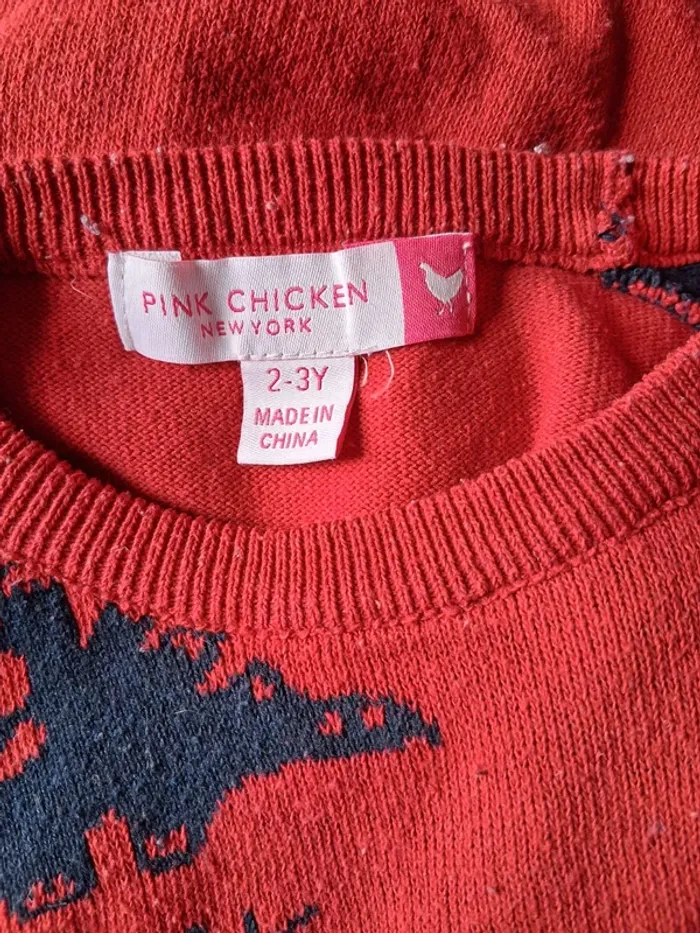 PINK CHICKEN
NEW YORK
2-3Y
MADE IN
CHINA